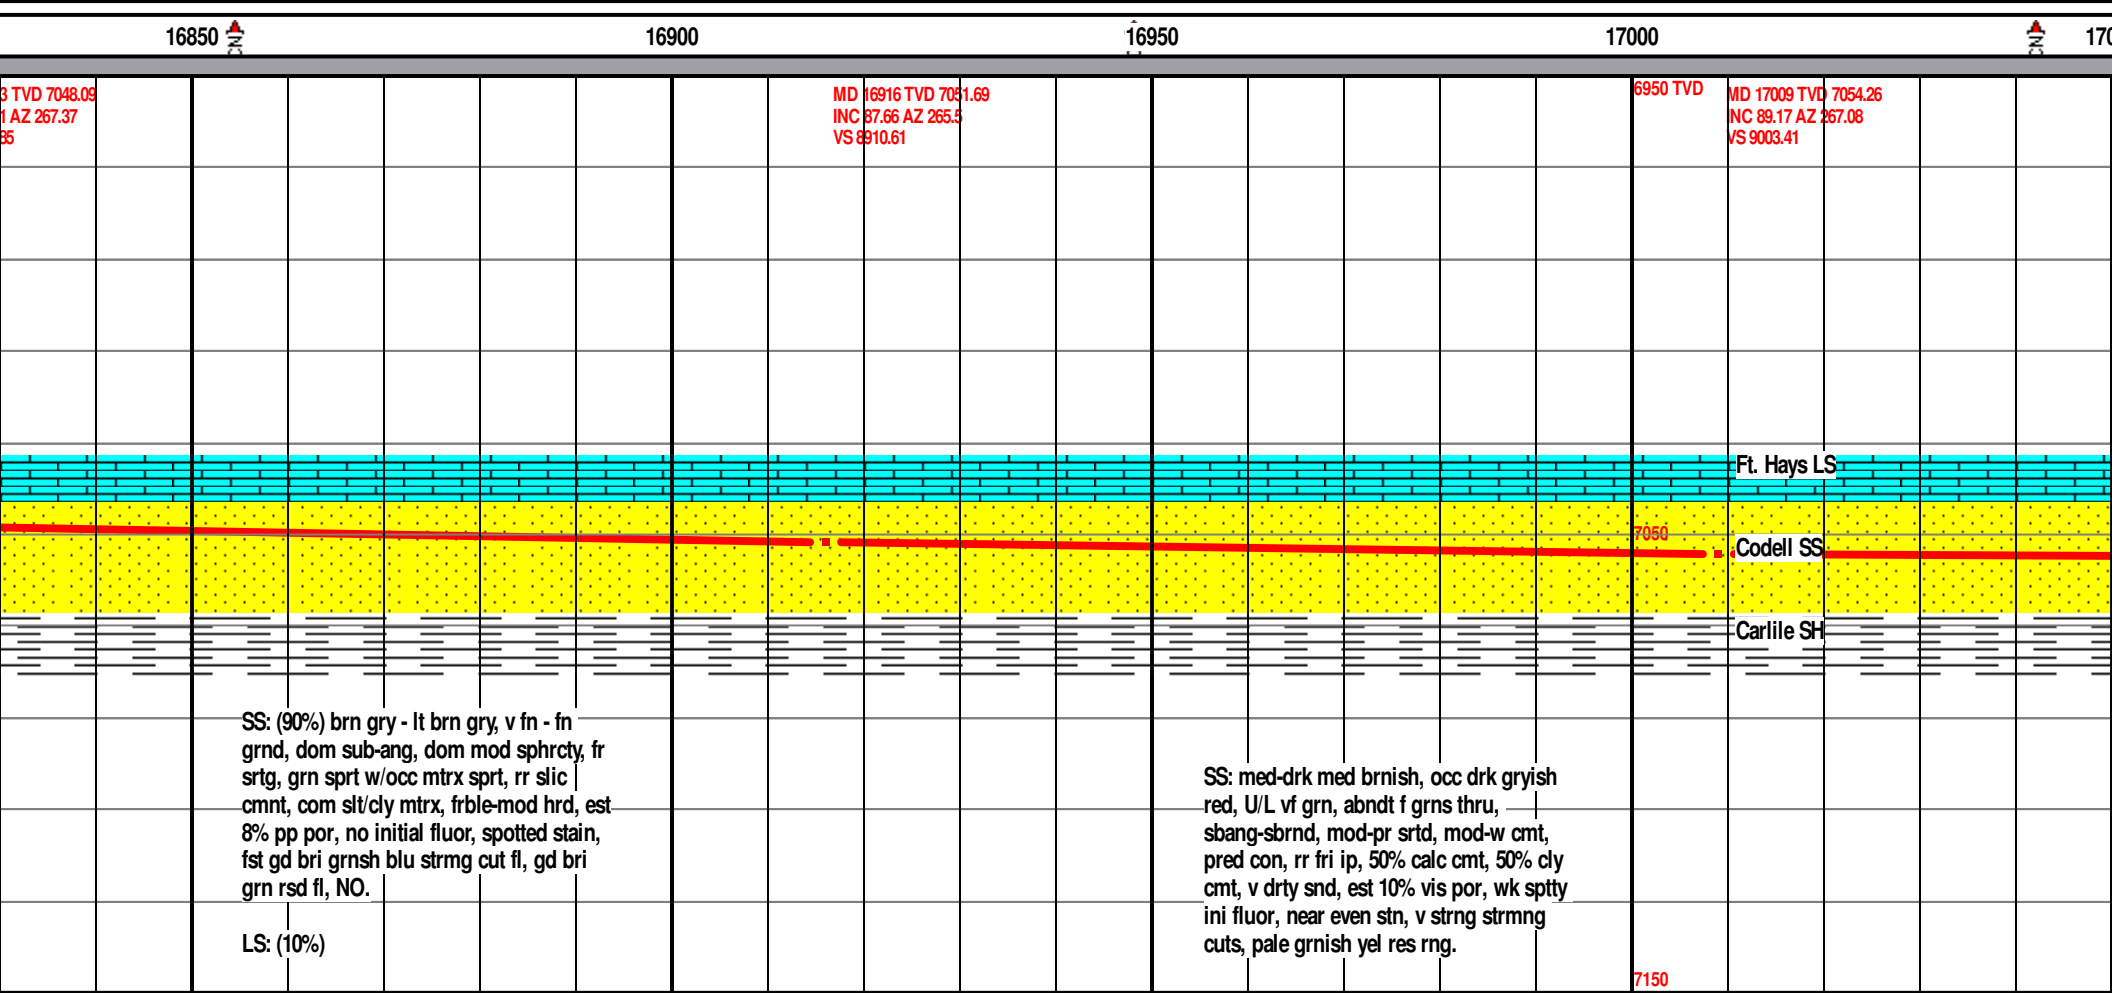 16850
16900
16950
17000
CN
CN
3 TVD 7048.09
1 AZ 267.37
85
MD 16916 TVD 7051.69
INC 87.66 AZ 265.5
VS 8910.61
6950 TVD
MD 17009 TVD 7054.26
INC 89.17 AZ 267.08
VS 9003.41
Ft. Hays LS
7050
Codell SS
Carlile SH
SS: (90%) brn gry - lt brn gry, v fn - fn
grnd, dom sub-ang, dom mod sphrcty, fr
srtg, grn sprt w/occ mtrx sprt, rr slic
cmnt, com slt/cly mtrx, frble-mod hrd, est
8% pp por, no initial fluor, spotted stain,
fst gd bri grnsh blu strmg cut fl, gd bri
grn rsd fl, NO.
LS: (10%)
SS: med-drk med brnish, occ drk gryish
red, U/L vf grn, abndt f grns thru,
sbang-sbrnd, mod-pr srtd, mod-w cmt,
pred con, rr fri ip, 50% calc cmt, 50% cly
cmt, v drty snd, est 10% vis por, wk sptty
ini fluor, near even stn, v strng strmng
cuts, pale grnish yel res rng.
7150